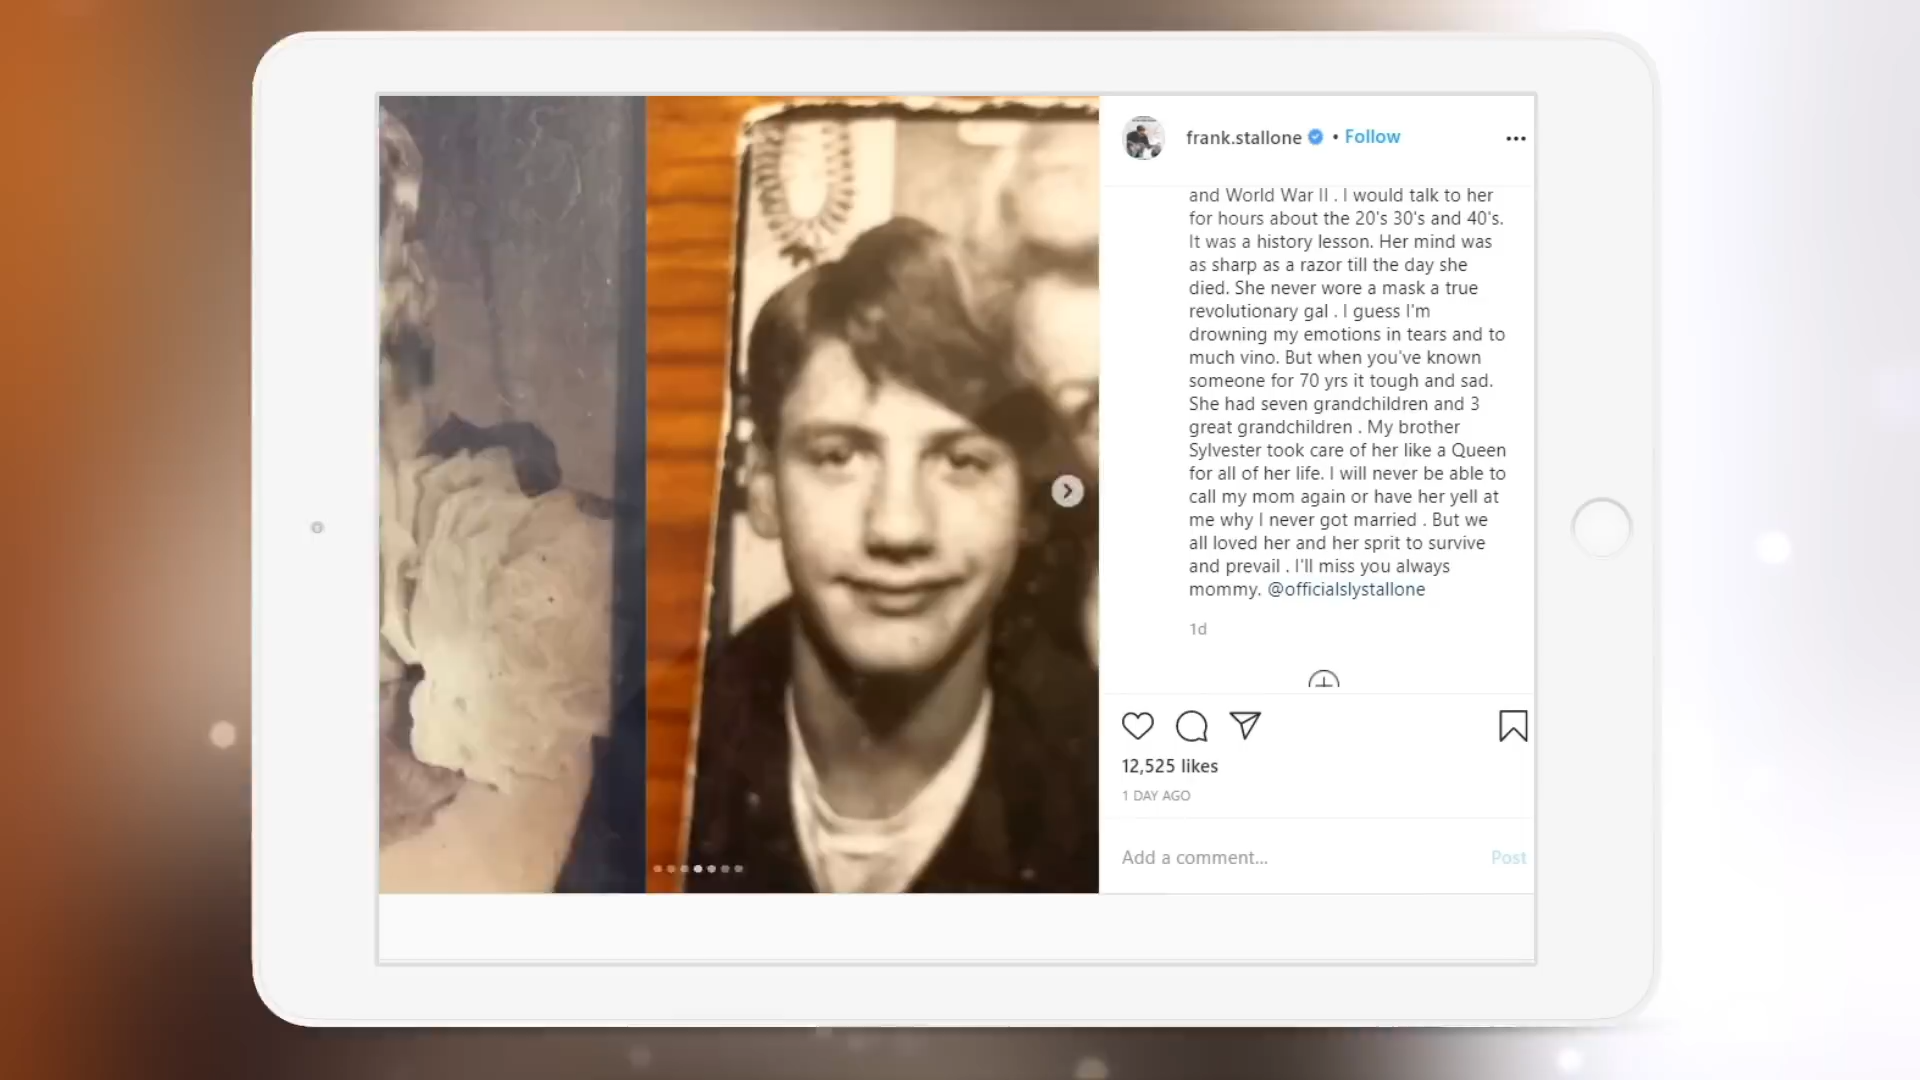 frank.stallone • Follow
and World War II . I would talk to her
for hours about the 20's 30's and 40's.
It was a history lesson. Her mind was
as sharp as a razor till the day she
died. She never wore a mask a true
revolutionary gal . I guess I'm
drowning my emotions in tears and to
much vino. But when you've known
someone for 70 yrs it tough and sad.
She had seven grandchildren and 3
great grandchildren . My brother
Sylvester took care of her like a Queen
for all of her life. I will never be able to
call my mom again or have her yell at
me why I never got married . But we
all loved her and her sprit to survive
and prevail . I'll miss you always
mommy. @officialslystallone
1d
12,525 likes
1 DAY AGO
Add a comment...
Post